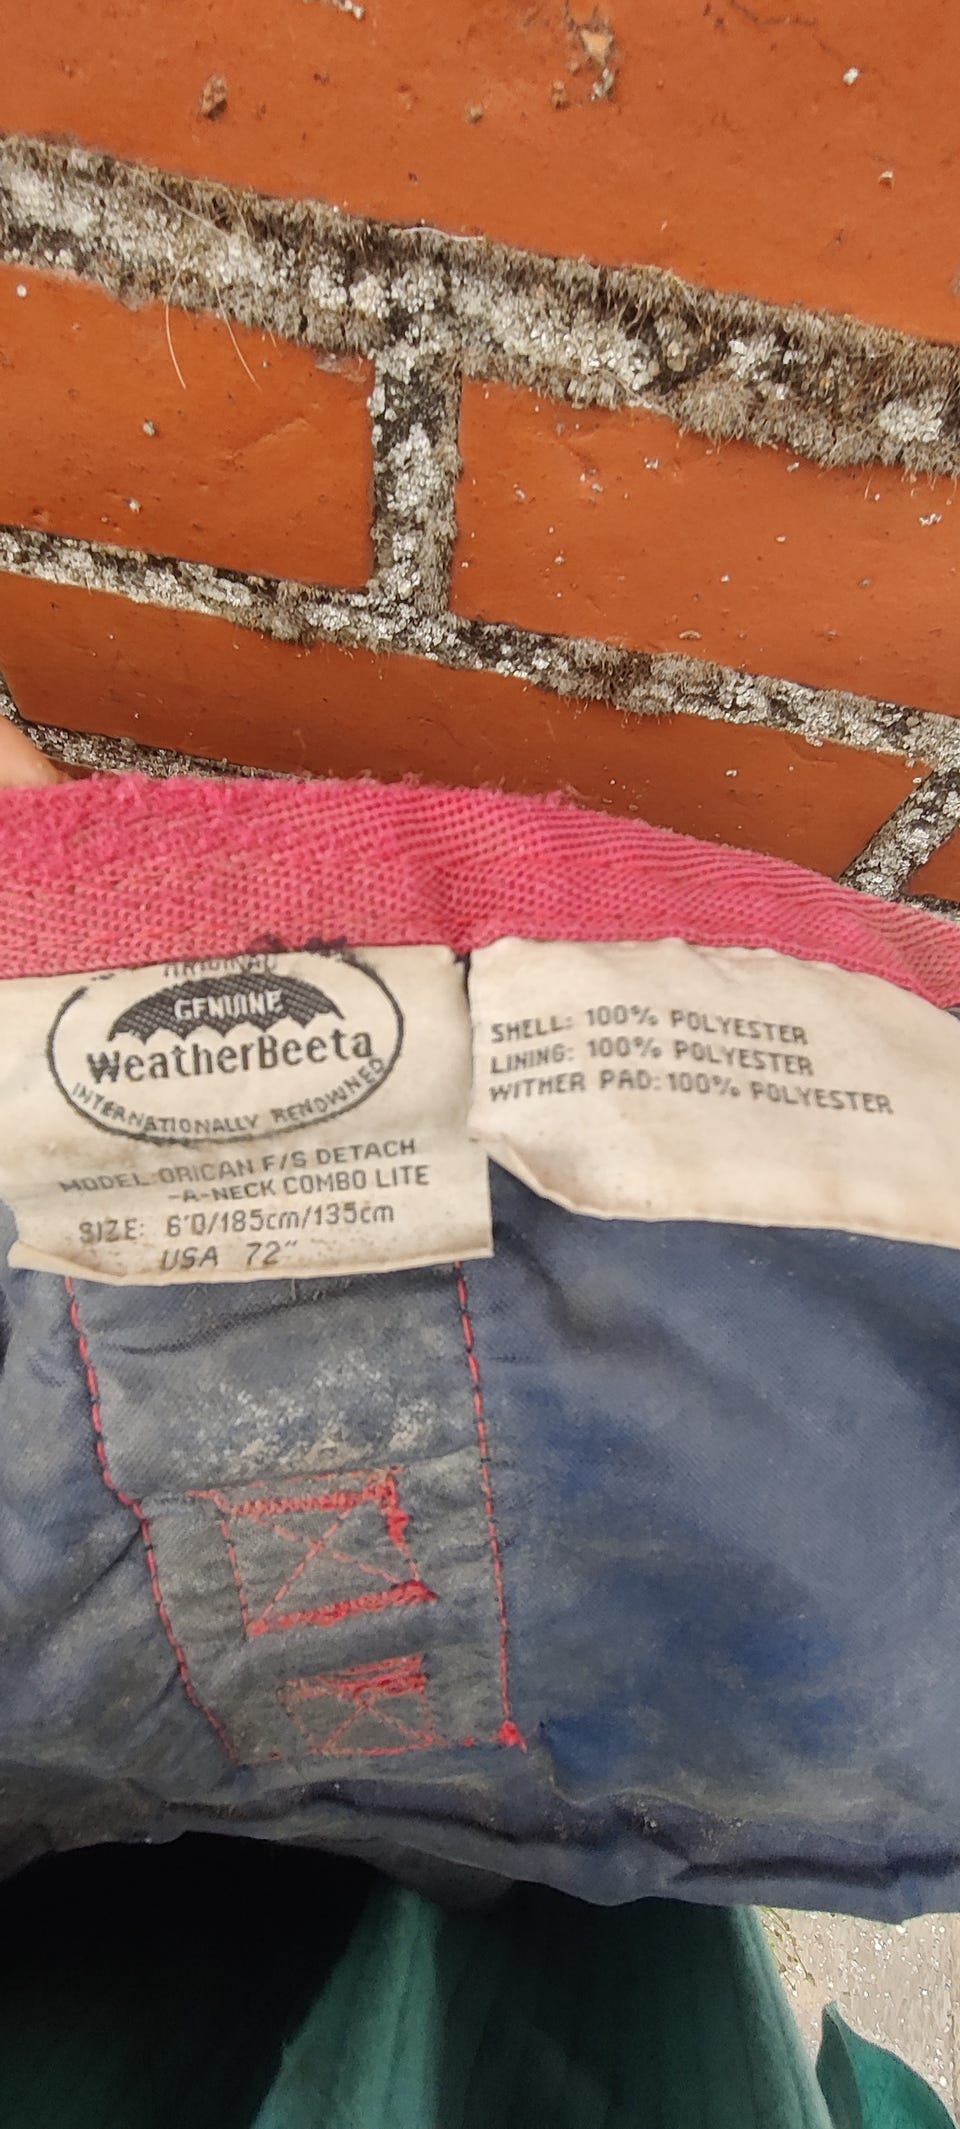 ORIGINAL
GENUINE
WeatherBeeta
INTERNATIONALLY RENOWNED
MODEL: ORICAN F/S DETACH
-A-NECK COMBO LITE
SIZE: 6'0/185cm/135cm
USA 72"
SHELL: 100% POLYESTER
LINING: 100% POLYESTER
WITHER PAD: 100% POLYESTER